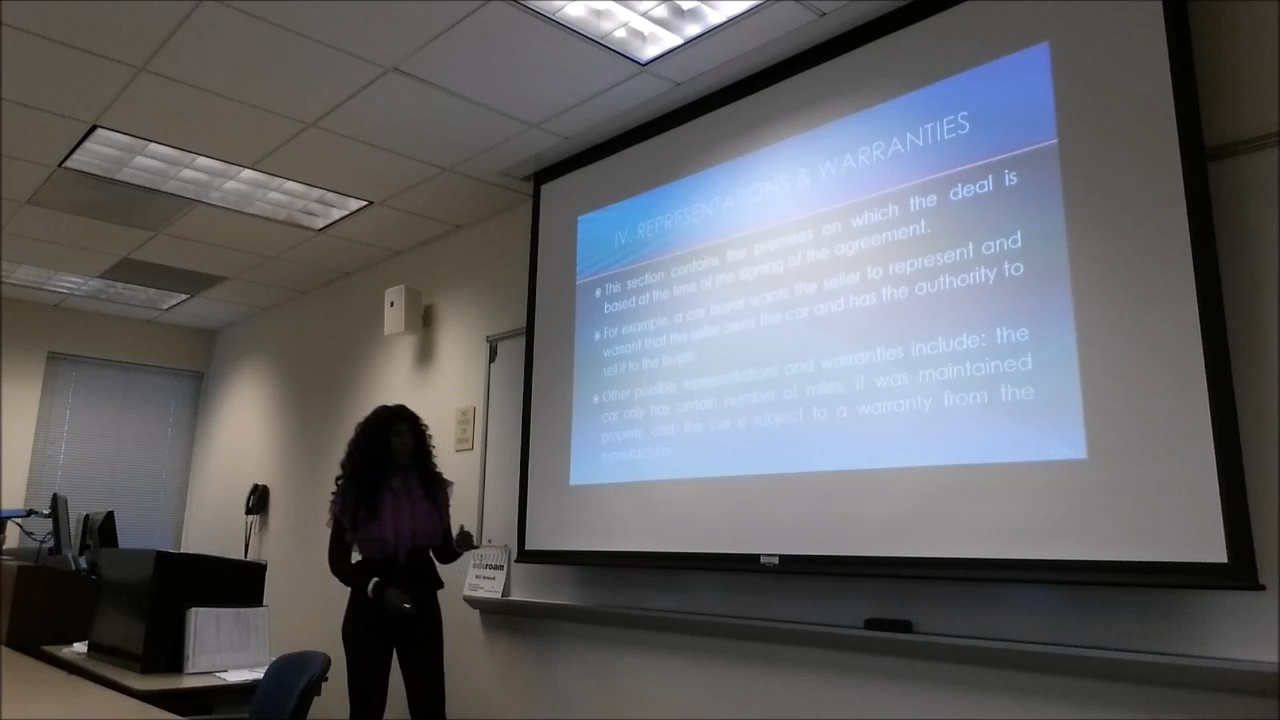 IV. REPRESENTATIONS & WARRANTIES
This section contains the premises on which the deal is
based at the time of the signing of the agreement.
For example, a car buyer wants the seller to represent and
warrant that the seller owns the car and has the authority to
sell it to the buyer.
Other possible representations and warranties include: the
car only has certain number of miles; it was maintained
properly and, the car is subject to a warranty from the
manufacturer
eduroam